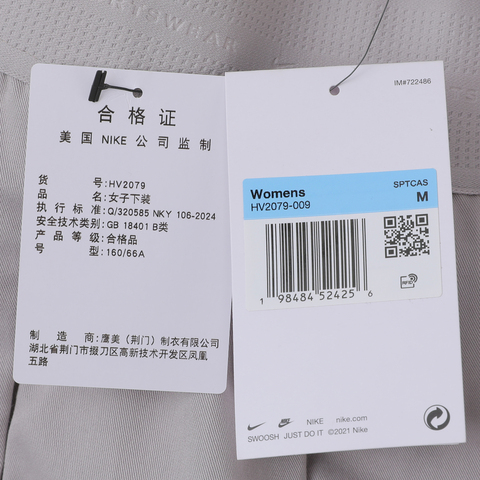 SPORTSWEAR
合格证
美国 NIKE 公司监制
货 号:HV2079
品 名:女子下装
执行标准:Q/320585 NKY 106-2024
安全技术类别:GB 18401 B类
产品等级:合格品
号 型:160/66A
制造商:鹰美（荆门）制衣有限公司
湖北省荆门市掇刀区高新技术开发区凤凰
五路
IM#722486
Womens SPTCAS
HV2079-009 M
1 98484 52425 6
RFID
NIKE nike.com
SWOOSH JUST DO IT ©2021 Nike